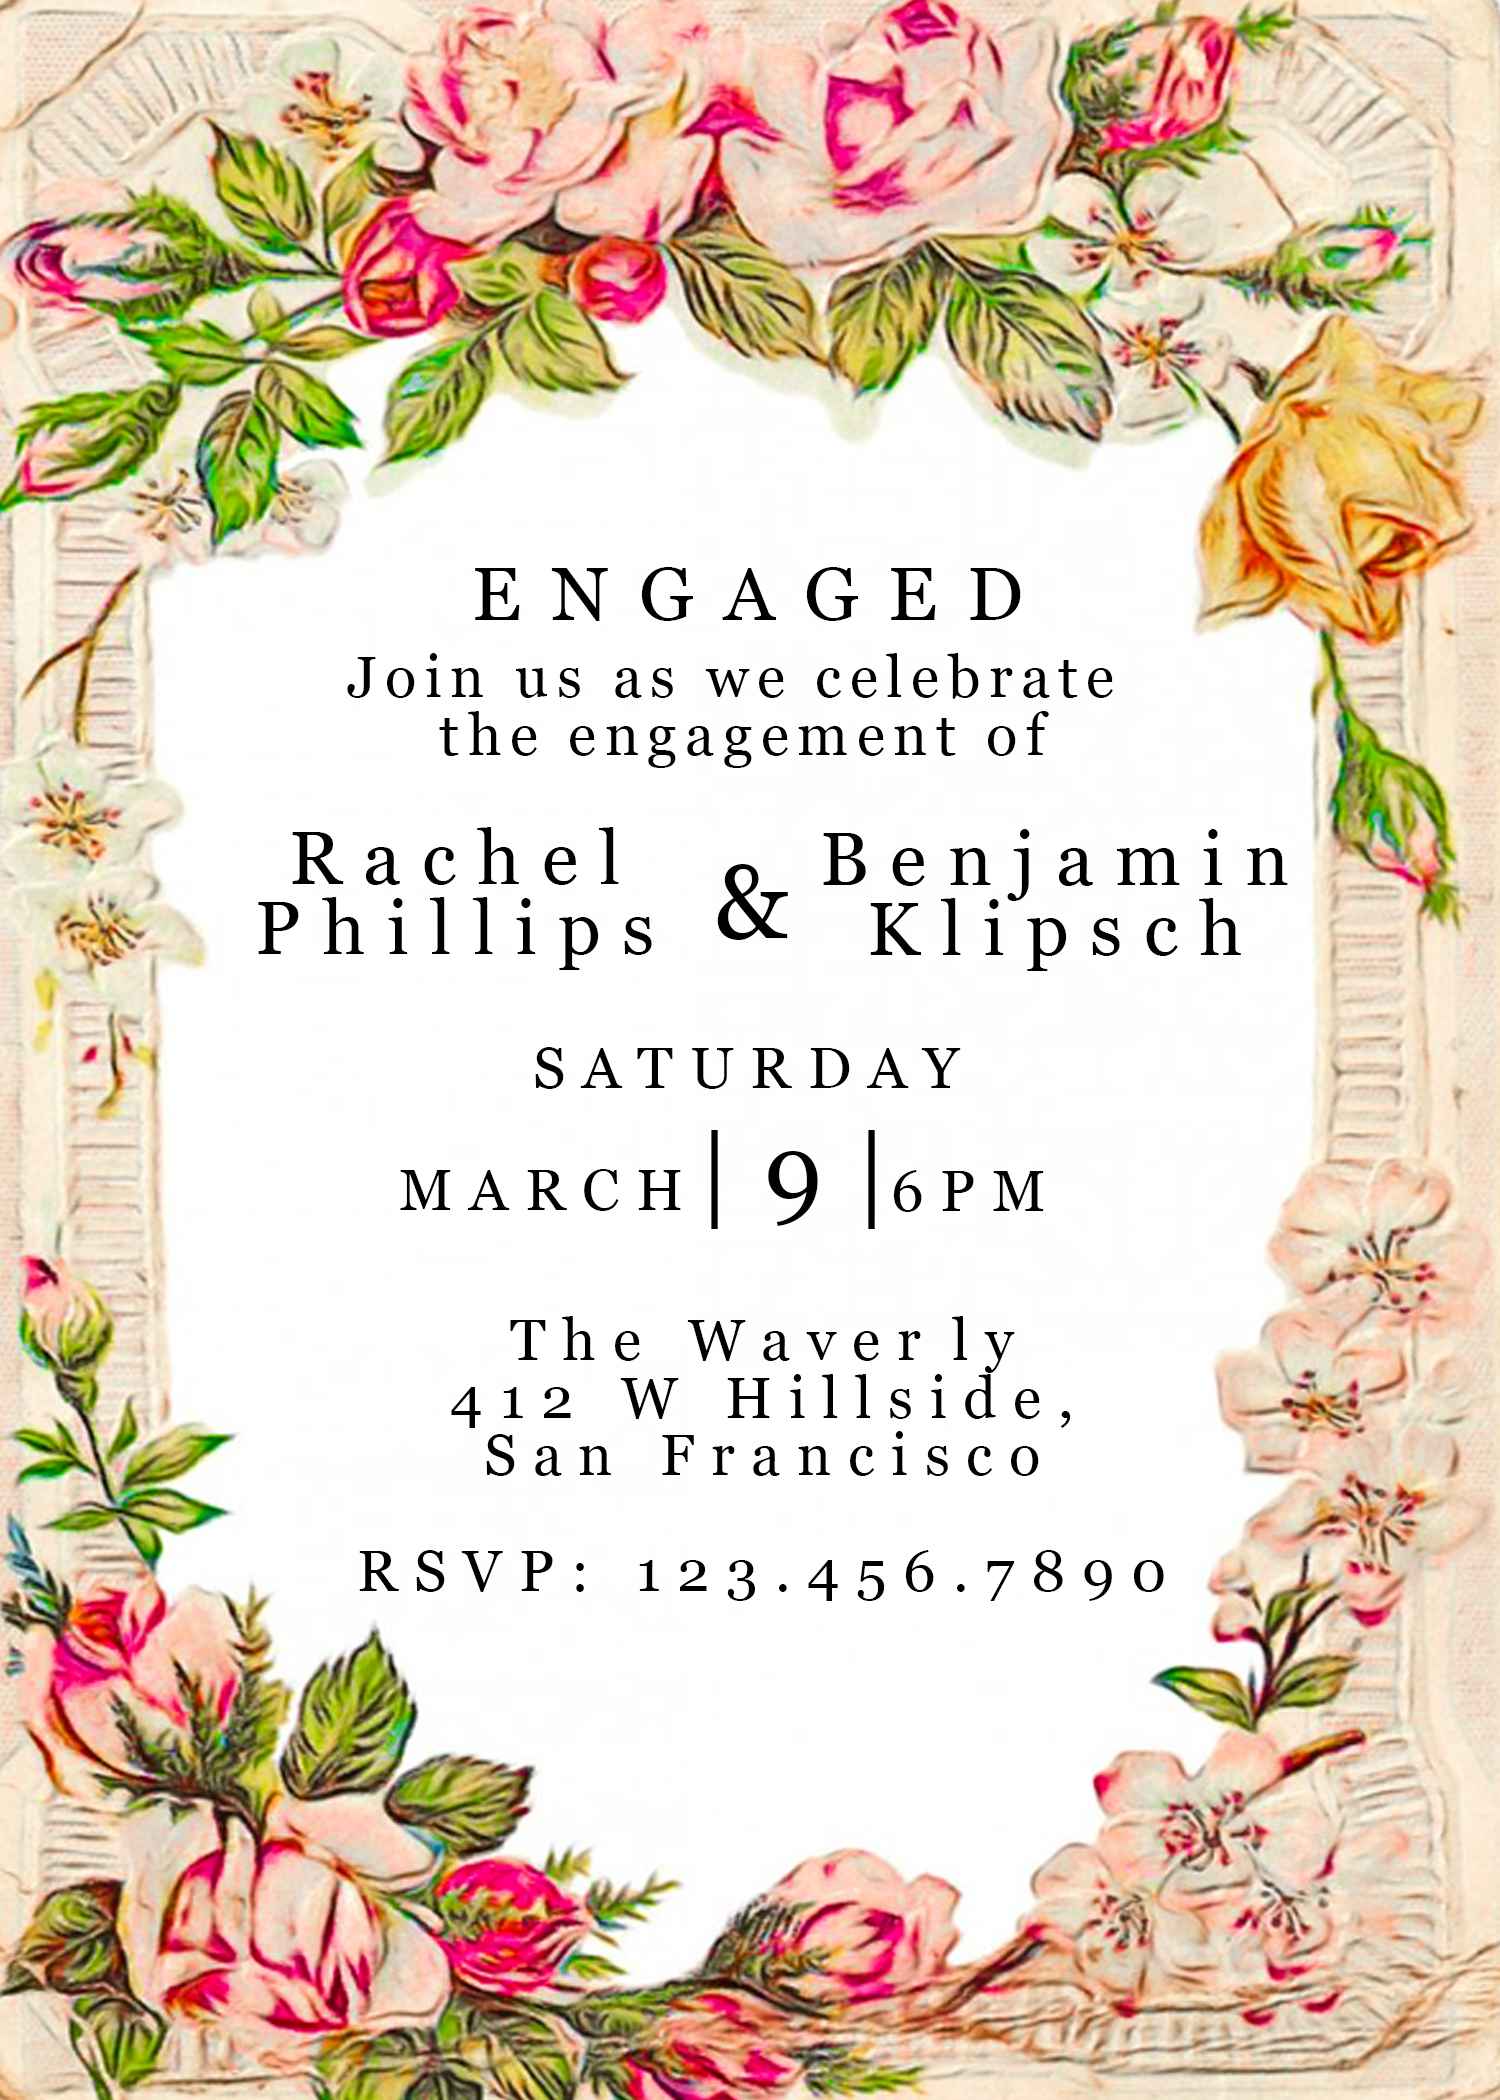 ENGAGED
Join us as we celebrate
the engagement of
Rachel
Phillips
&
Benjamin
Klipsch
SATURDAY
MARCH | 9 | 6PM
The Waverly
412 W Hillside,
San Francisco
RSVP: 123.456.7890